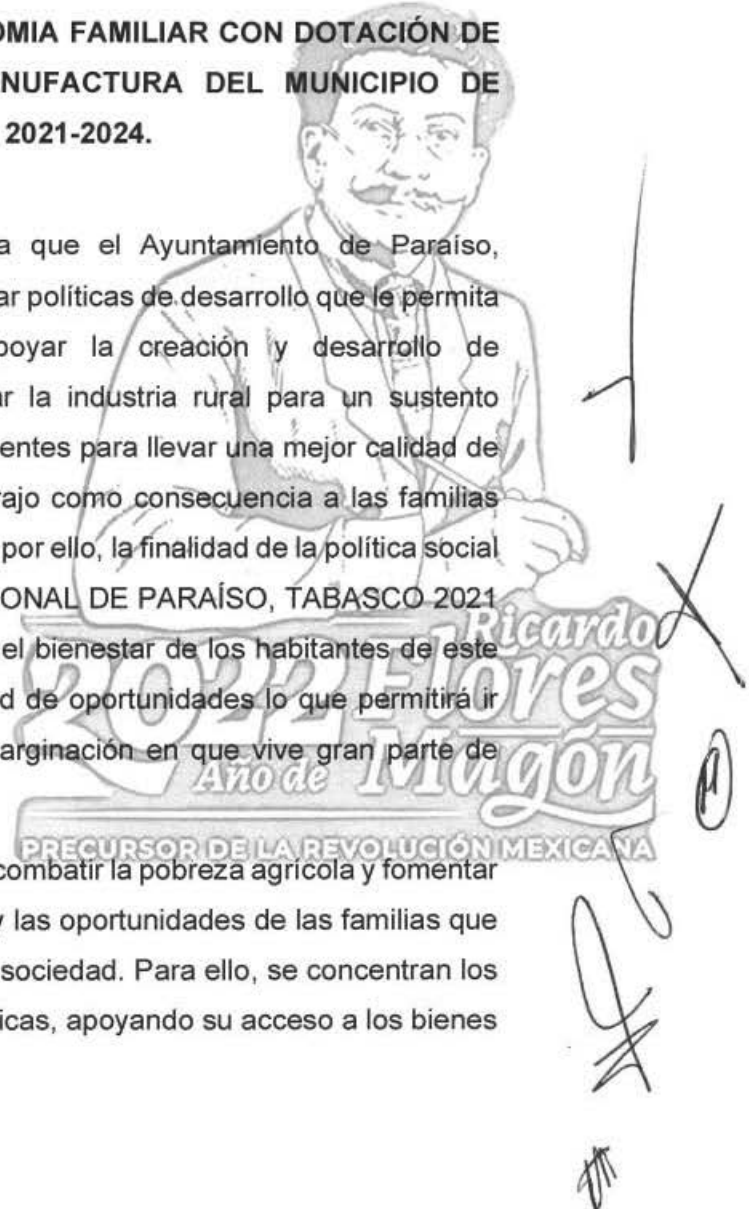 OMIA FAMILIAR CON DOTACIÓN DE
NUFACTURA DEL MUNICIPIO DE
2021-2024.
a que el Ayuntamiento de Paraíso,
ar políticas de desarrollo que le permita
poyar la creación y desarrollo de
ar la industria rural para un sustento
entes para llevar una mejor calidad de
rajo como consecuencia a las familias
por ello, la finalidad de la política social
ONAL DE PARAÍSO, TABASCO 2021
el bienestar de los habitantes de este
d de oportunidades lo que permitirá ir
arginación en que vive gran parte de
2022 Ricardo
Flores
Año de Magón
PRECURSOR DE LA REVOLUCIÓN MEXICANA
combatir la pobreza agrícola y fomentar
y las oportunidades de las familias que
sociedad. Para ello, se concentran los
icas, apoyando su acceso a los bienes